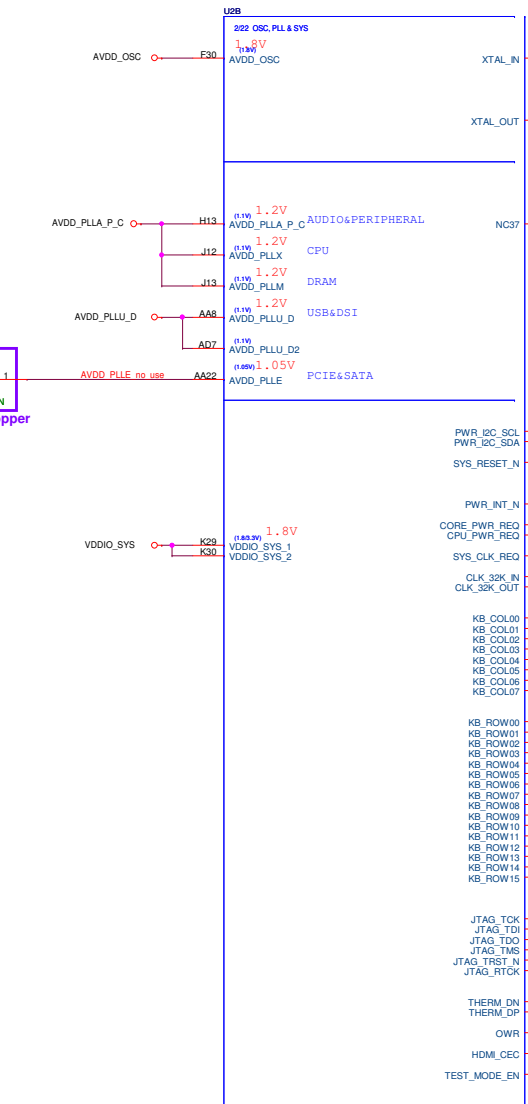 U2B
2/22 OSC, PLL & SYS
1.8V
(1.8V)
AVDD_OSC F30 AVDD_OSC XTAL_IN
XTAL_OUT
1.2V
(1.1V)
AVDD_PLLA_P_C H13 AVDD_PLLA_P_C AUDIO&PERIPHERAL NC37
1.2V
(1.1V)
J12 AVDD_PLLX CPU
1.2V
(1.1V)
J13 AVDD_PLLM DRAM
1.2V
(1.1V)
AVDD_PLLU_D AA8 AVDD_PLLU_D USB&DSI
(1.1V)
AD7 AVDD_PLLU_D2
(1.05V) 1.05V
1 AVDD_PLLE_no use AA22 AVDD_PLLE PCIE&SATA
N
pper
PWR_I2C_SCL
PWR_I2C_SDA
SYS_RESET_N
PWR_INT_N
CORE_PWR_REQ
CPU_PWR_REQ
1.8V
(1.8/3.3V)
VDDIO_SYS K29 VDDIO_SYS_1
K30 VDDIO_SYS_2
SYS_CLK_REQ
CLK_32K_IN
CLK_32K_OUT
KB_COL00
KB_COL01
KB_COL02
KB_COL03
KB_COL04
KB_COL05
KB_COL06
KB_COL07
KB_ROW00
KB_ROW01
KB_ROW02
KB_ROW03
KB_ROW04
KB_ROW05
KB_ROW06
KB_ROW07
KB_ROW08
KB_ROW09
KB_ROW10
KB_ROW11
KB_ROW12
KB_ROW13
KB_ROW14
KB_ROW15
JTAG_TCK
JTAG_TDI
JTAG_TDO
JTAG_TMS
JTAG_TRST_N
JTAG_RTCK
THERM_DN
THERM_DP
OWR
HDMI_CEC
TEST_MODE_EN